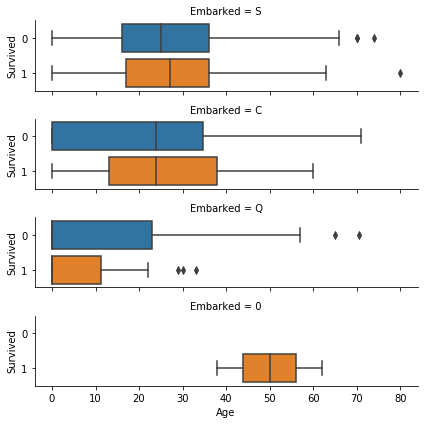 Embarked = S
Survived
0
1
Embarked = C
Survived
0
1
Embarked = Q
Survived
0
1
Embarked = 0
Survived
0
1
0 10 20 30 40 50 60 70 80
Age